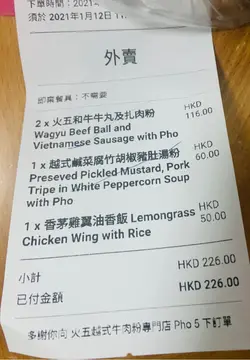 下單時間：2021
須於 2021年1月12日 1
外賣
即棄餐具：不需要
2 x 火五和牛牛丸及扎肉粉 HKD
Wagyu Beef Ball and 116.00
Vietnamese Sausage with Pho
1 x 越式鹹菜腐竹胡椒豬肚湯粉 HKD
Preseved Pickled Mustard, Pork 60.00
Tripe in White Peppercorn Soup
with Pho
1 x 香茅雞翼油香飯 Lemongrass HKD
Chicken Wing with Rice 50.00
小計 HKD 226.00
已付金額 HKD 226.00
多謝你向 火五越式牛肉粉專門店 Pho 5 下訂單